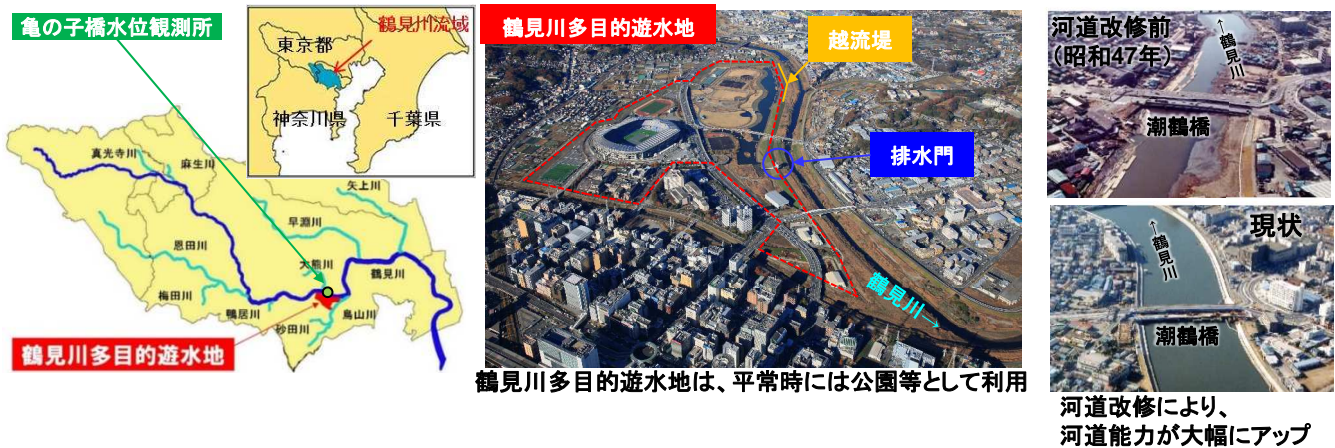 亀の子橋水位観測所
東京都
鶴見川流域
神奈川県
千葉県
真光寺川
麻生川
矢上川
早淵川
恩田川
大熊川
鶴見川
梅田川
鴨居川
砂田川
鳥山川
鶴見川多目的遊水地
鶴見川多目的遊水地
越流堤
排水門
鶴見川→
鶴見川多目的遊水地は、平常時には公園等として利用
河道改修前
(昭和47年)
←鶴見川
潮鶴橋
現状
←鶴見川
潮鶴橋
河道改修により、
河道能力が大幅にアップ